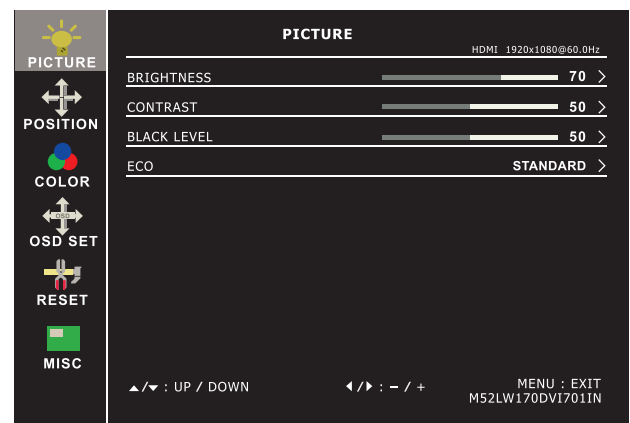 PICTURE
HDMI 1920x1080@60.0Hz
PICTURE
POSITION
COLOR
OSD
OSD SET
RESET
MISC
BRIGHTNESS 70 >
CONTRAST 50 >
BLACK LEVEL 50 >
ECO STANDARD >
▲/▼ : UP / DOWN ◀/▶ : – / + MENU : EXIT
M52LW170DVI701IN